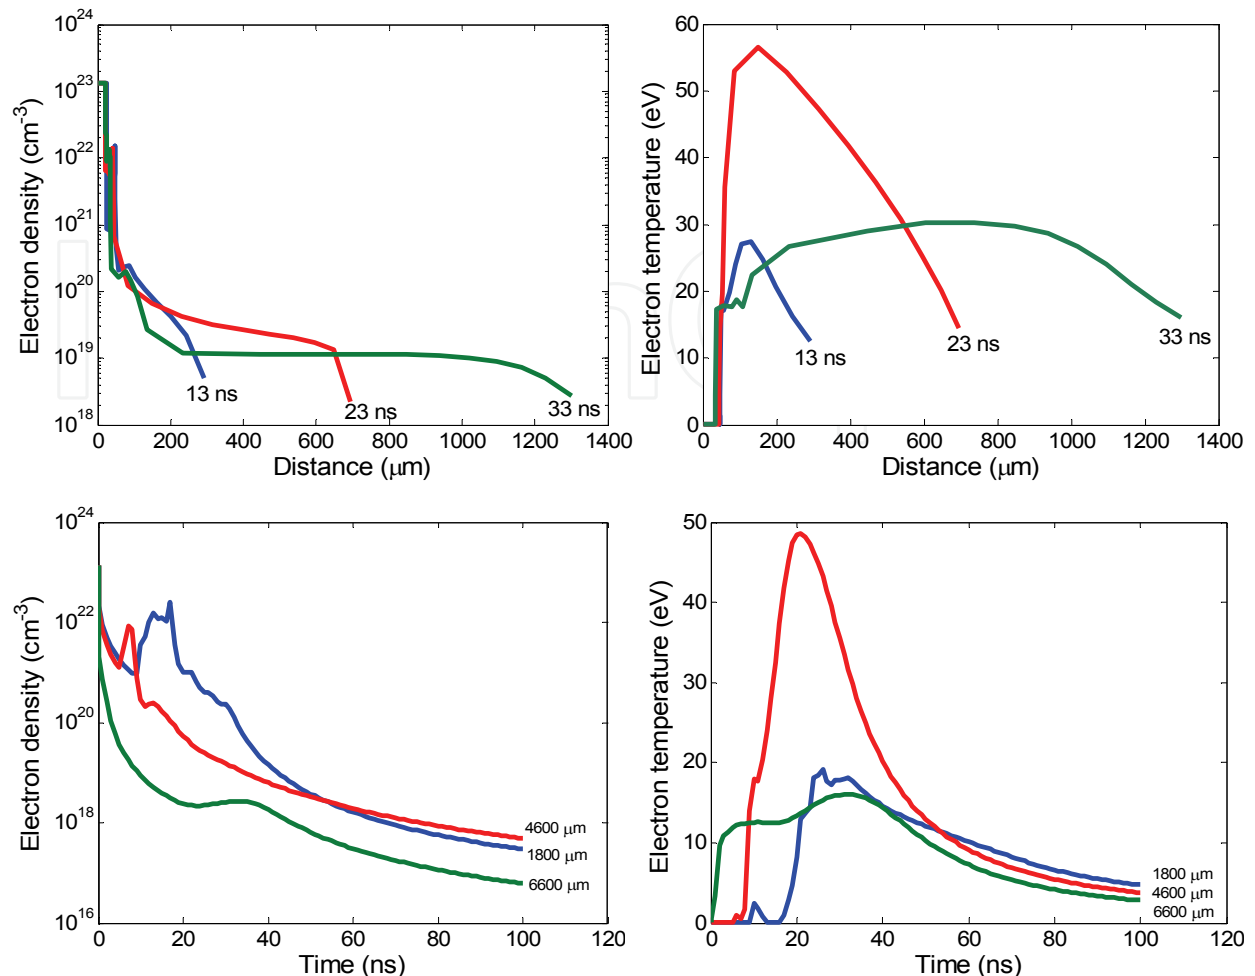 10^24
10^23
10^22
10^21
10^20
10^19
10^18
Electron density (cm^-3)
13 ns
23 ns
33 ns
0 200 400 600 800 1000 1200 1400
Distance (μm)
60
50
40
30
20
10
0
Electron temperature (eV)
13 ns
23 ns
33 ns
0 200 400 600 800 1000 1200 1400
Distance (μm)
10^24
10^22
10^20
10^18
10^16
Electron density (cm^-3)
4600 μm
1800 μm
6600 μm
0 20 40 60 80 100 120
Time (ns)
50
40
30
20
10
0
Electron temperature (eV)
1800 μm
4600 μm
6600 μm
0 20 40 60 80 100 120
Time (ns)